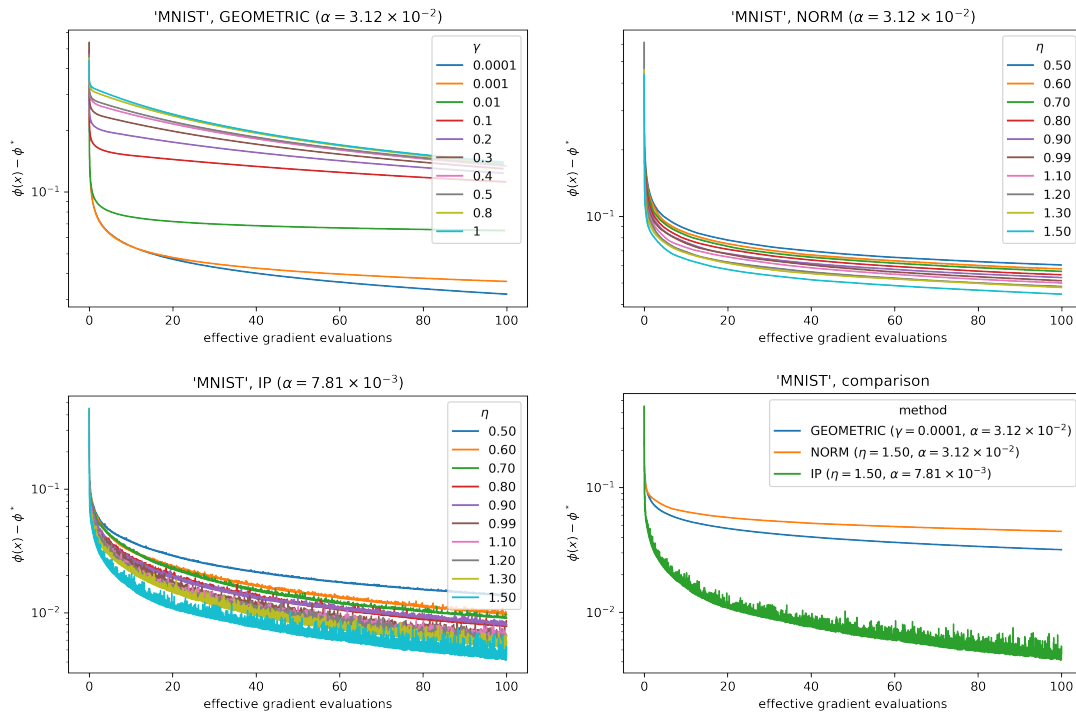 'MNIST', GEOMETRIC (α = 3.12 × 10⁻²)
γ
0.0001
0.001
0.01
0.1
0.2
0.3
0.4
0.5
0.8
1
10⁻¹
ϕ(x) − ϕ*
0 20 40 60 80 100
effective gradient evaluations
'MNIST', NORM (α = 3.12 × 10⁻²)
η
0.50
0.60
0.70
0.80
0.90
0.99
1.10
1.20
1.30
1.50
10⁻¹
ϕ(x) − ϕ*
0 20 40 60 80 100
effective gradient evaluations
'MNIST', IP (α = 7.81 × 10⁻³)
η
0.50
0.60
0.70
0.80
0.90
0.99
1.10
1.20
1.30
1.50
10⁻¹
10⁻²
ϕ(x) − ϕ*
0 20 40 60 80 100
effective gradient evaluations
'MNIST', comparison
method
GEOMETRIC (γ = 0.0001, α = 3.12 × 10⁻²)
NORM (η = 1.50, α = 3.12 × 10⁻²)
IP (η = 1.50, α = 7.81 × 10⁻³)
10⁻¹
10⁻²
ϕ(x) − ϕ*
0 20 40 60 80 100
effective gradient evaluations